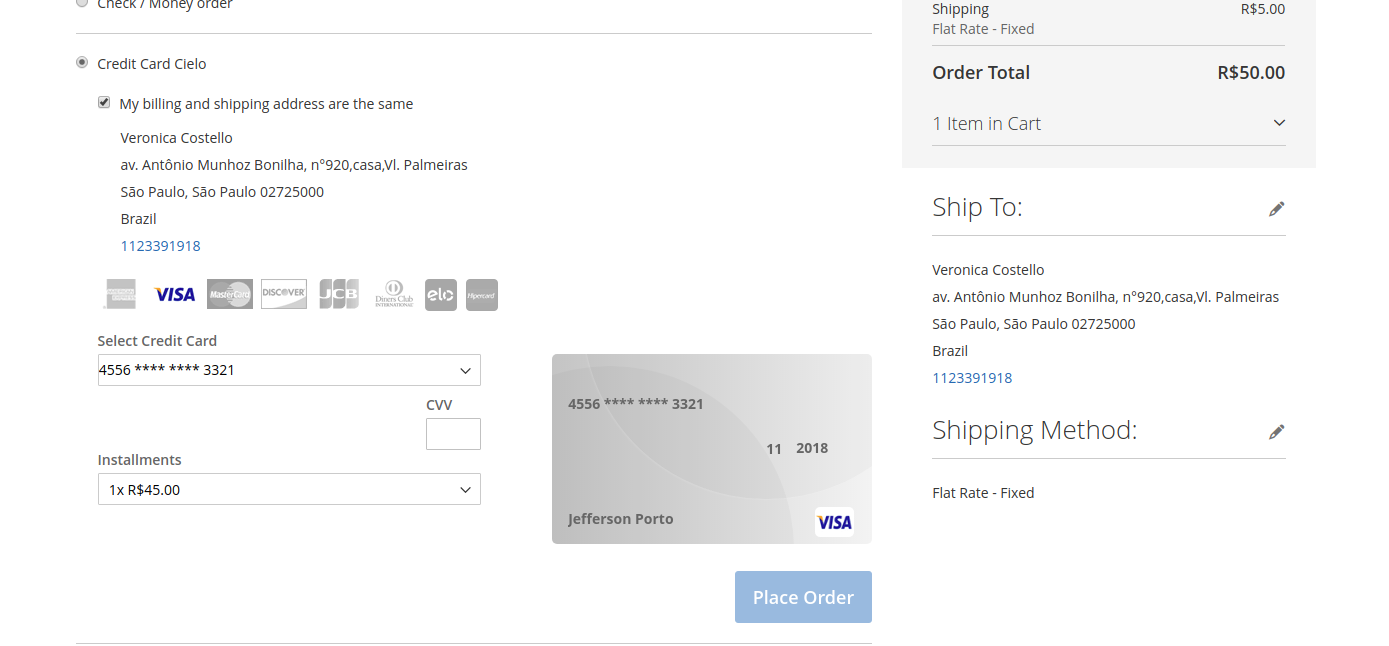 Check / Money order
Credit Card Cielo
My billing and shipping address are the same
Veronica Costello
av. Antônio Munhoz Bonilha, n°920,casa,Vl. Palmeiras
São Paulo, São Paulo 02725000
Brazil
1123391918
VISA MasterCard DISCOVER JCB Diners Club INTERNATIONAL elo Hipercard
Select Credit Card
4556 **** **** 3321
CVV
Installments
1x R$45.00
4556 **** **** 3321
11 2018
Jefferson Porto
VISA
Place Order
Shipping R$5.00
Flat Rate - Fixed
Order Total R$50.00
1 Item in Cart
Ship To:
Veronica Costello
av. Antônio Munhoz Bonilha, n°920,casa,Vl. Palmeiras
São Paulo, São Paulo 02725000
Brazil
1123391918
Shipping Method:
Flat Rate - Fixed